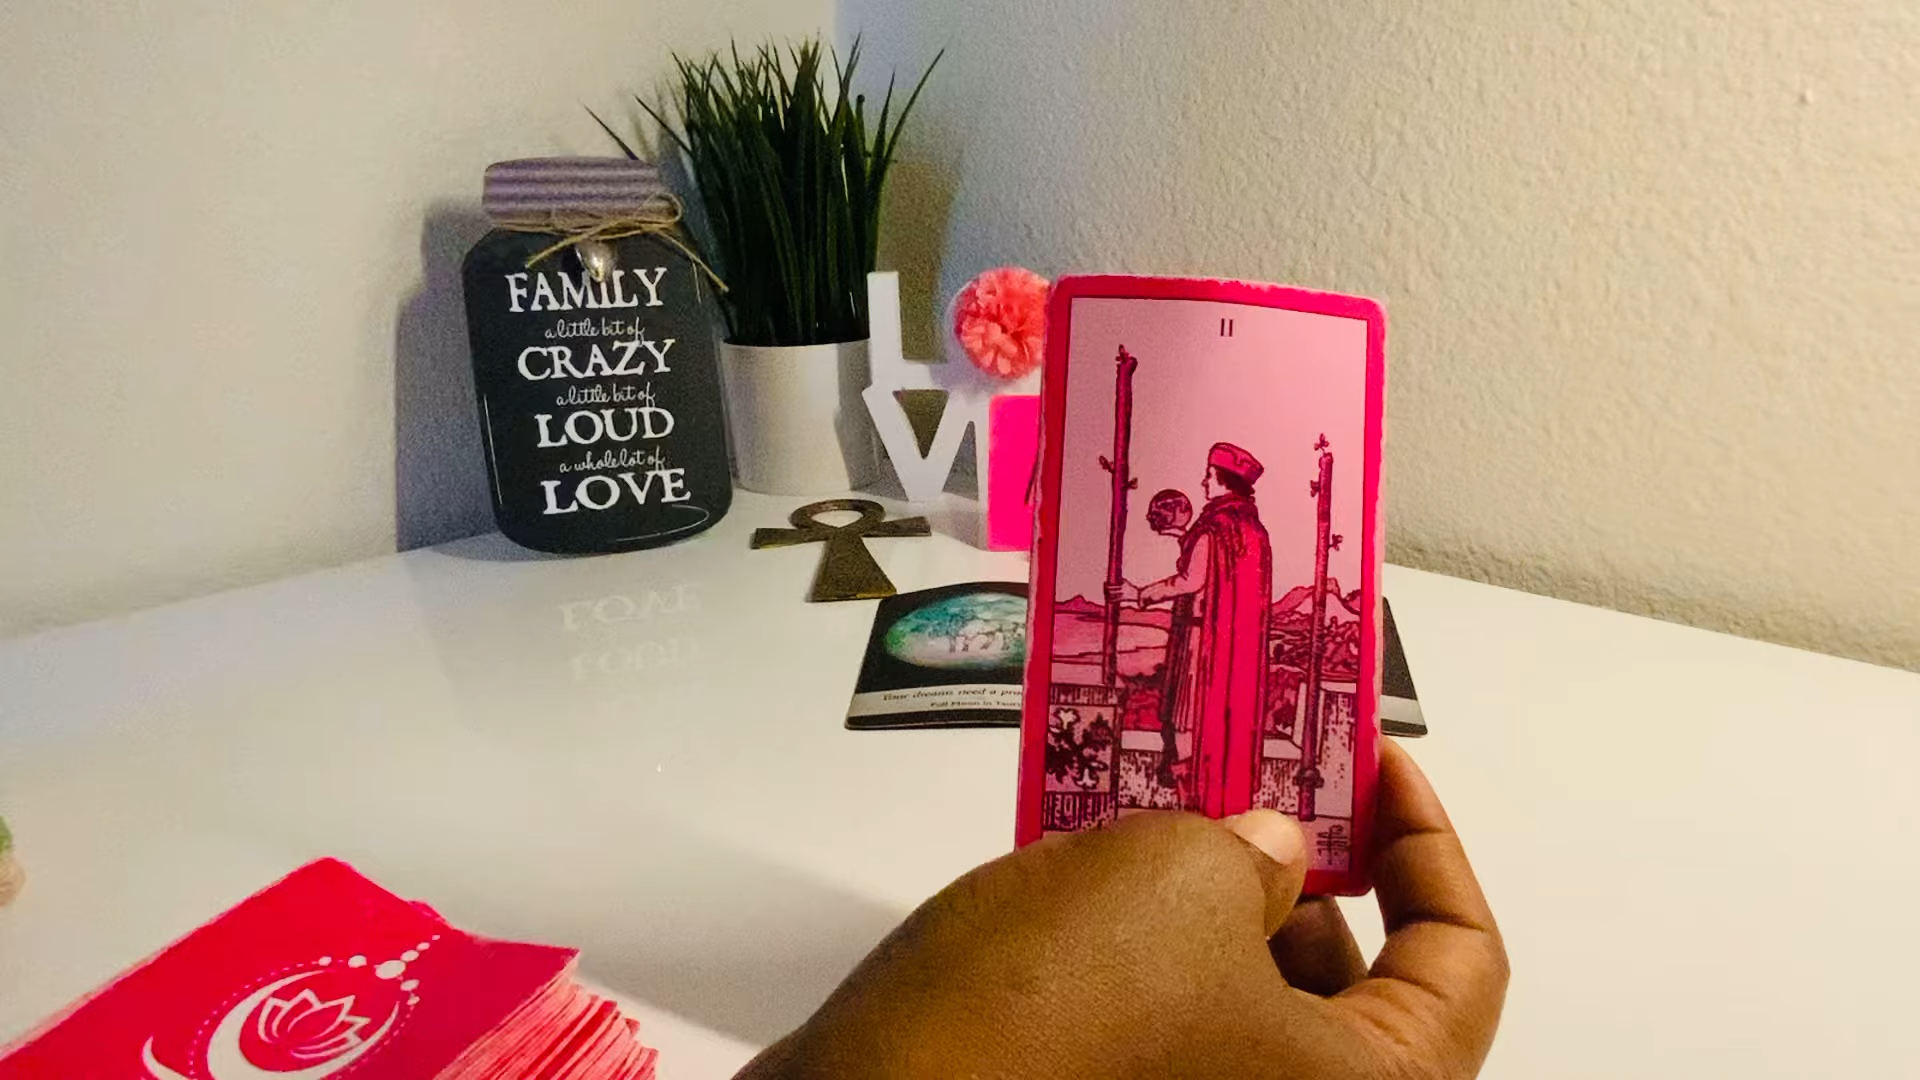 FAMILY
a little bit of
CRAZY
a little bit of
LOUD
a whole lot of
LOVE
L
V
II
Your dreams need a
Full Moon in